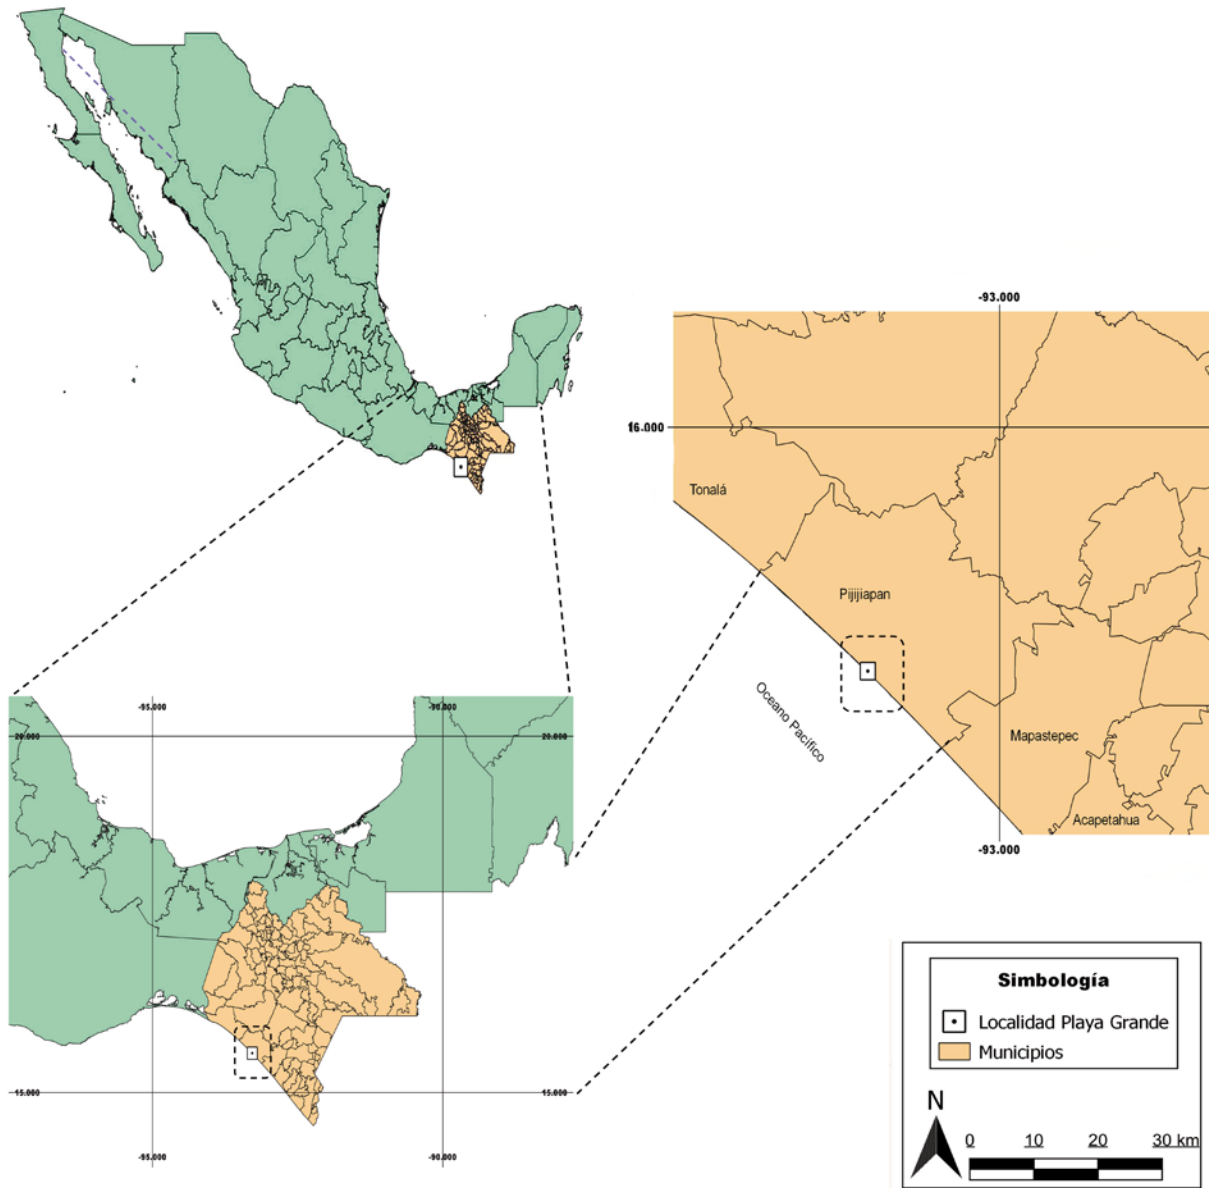 -93.000
16.000
Tonalá
Pijijiapan
Oceano Pacífico
Mapastepec
Acapetahua
-93.000
-95.000
-90.000
20.000
20.000
15.000
15.000
-95.000
-90.000
Simbología
Localidad Playa Grande
Municipios
N
0 10 20 30 km